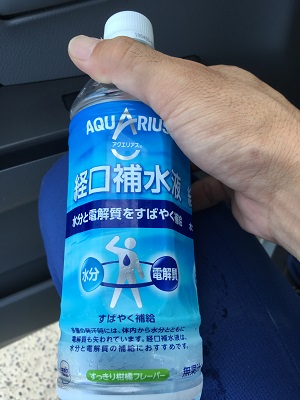 AQUARIUS
アクエリアス
経口補水液
水分と電解質をすばやく補給
水分
電解質
すばやく補給
多量の発汗時には、体内から水分とともに
電解質も失われています。経口補水液は、
水分と電解質の補給におすすめです。
すっきり柑橘フレーバー